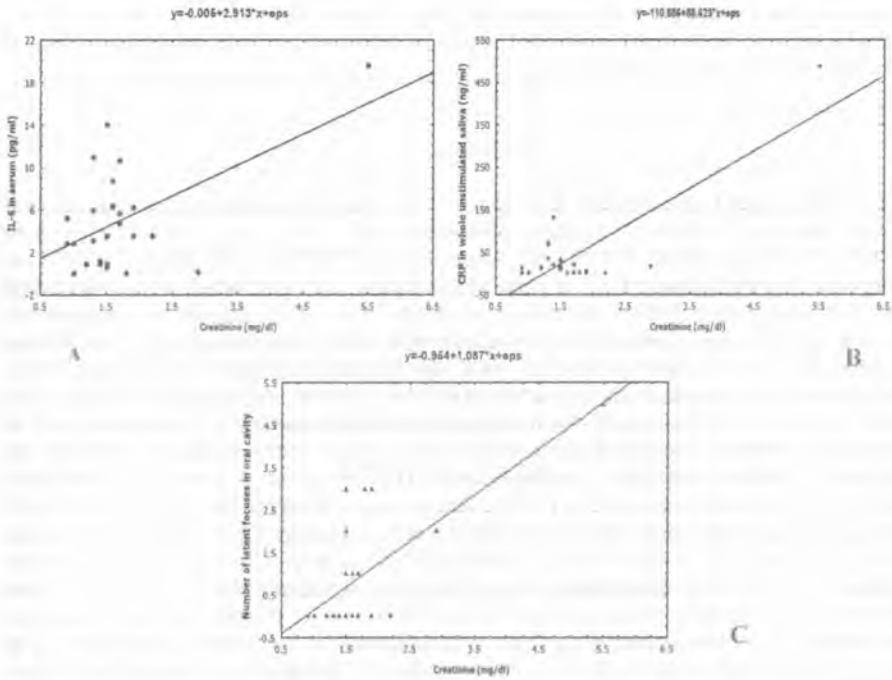 y=-0.005+2.913*x+eps
IL-6 in serum (pg/ml)
22
18
14
10
6
2
-2
0.5 1.5 2.5 3.5 4.5 5.5 6.5
Creatinine (mg/dl)
A
CRP in whole unstimulated saliva (ng/ml)
550
450
350
250
150
50
-50
0.5 1.5 2.5 3.5 4.5 5.5 6.5
Creatinine (mg/dl)
B
y=-0.964+1.087*x+eps
Number of latent focuses in oral cavity
5.5
4.5
3.5
2.5
1.5
0.5
-0.5
0.5 1.5 2.5 3.5 4.5 5.5 6.5
Creatinine (mg/dl)
C